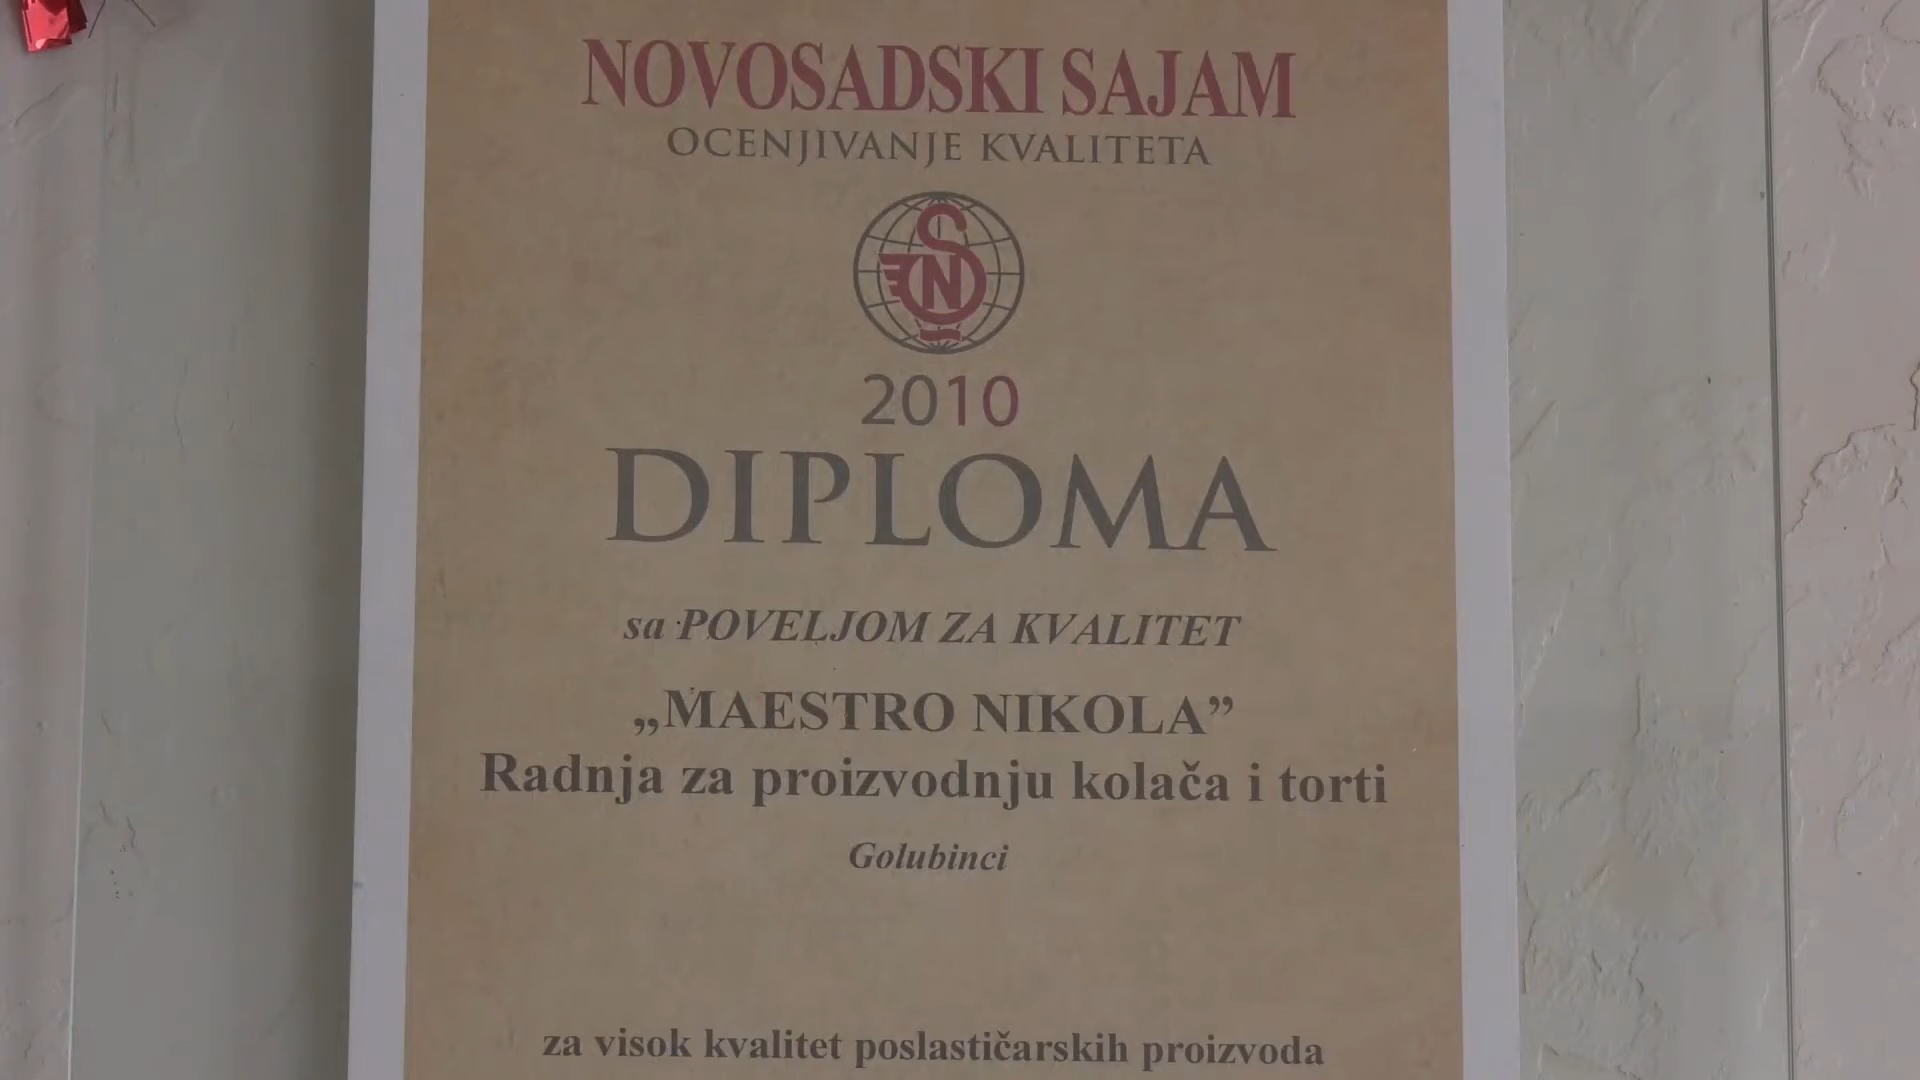 NOVOSADSKI SAJAM
OCENJIVANJE KVALITETA
SN
2010
DIPLOMA
sa POVELJOM ZA KVALITET
„MAESTRO NIKOLA”
Radnja za proizvodnju kolača i torti
Golubinci
za visok kvalitet poslastičarskih proizvoda